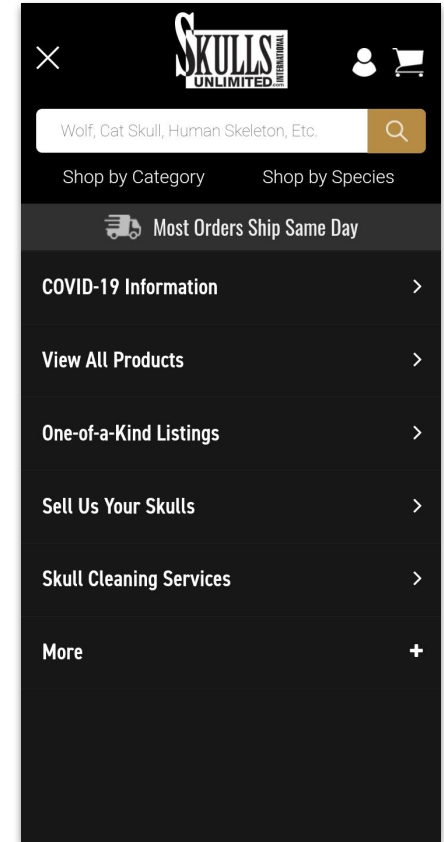 SKULLS
UNLIMITED.com
INTERNATIONAL
Wolf, Cat Skull, Human Skeleton, Etc.
Shop by Category
Shop by Species
Most Orders Ship Same Day
COVID-19 Information
View All Products
One-of-a-Kind Listings
Sell Us Your Skulls
Skull Cleaning Services
More